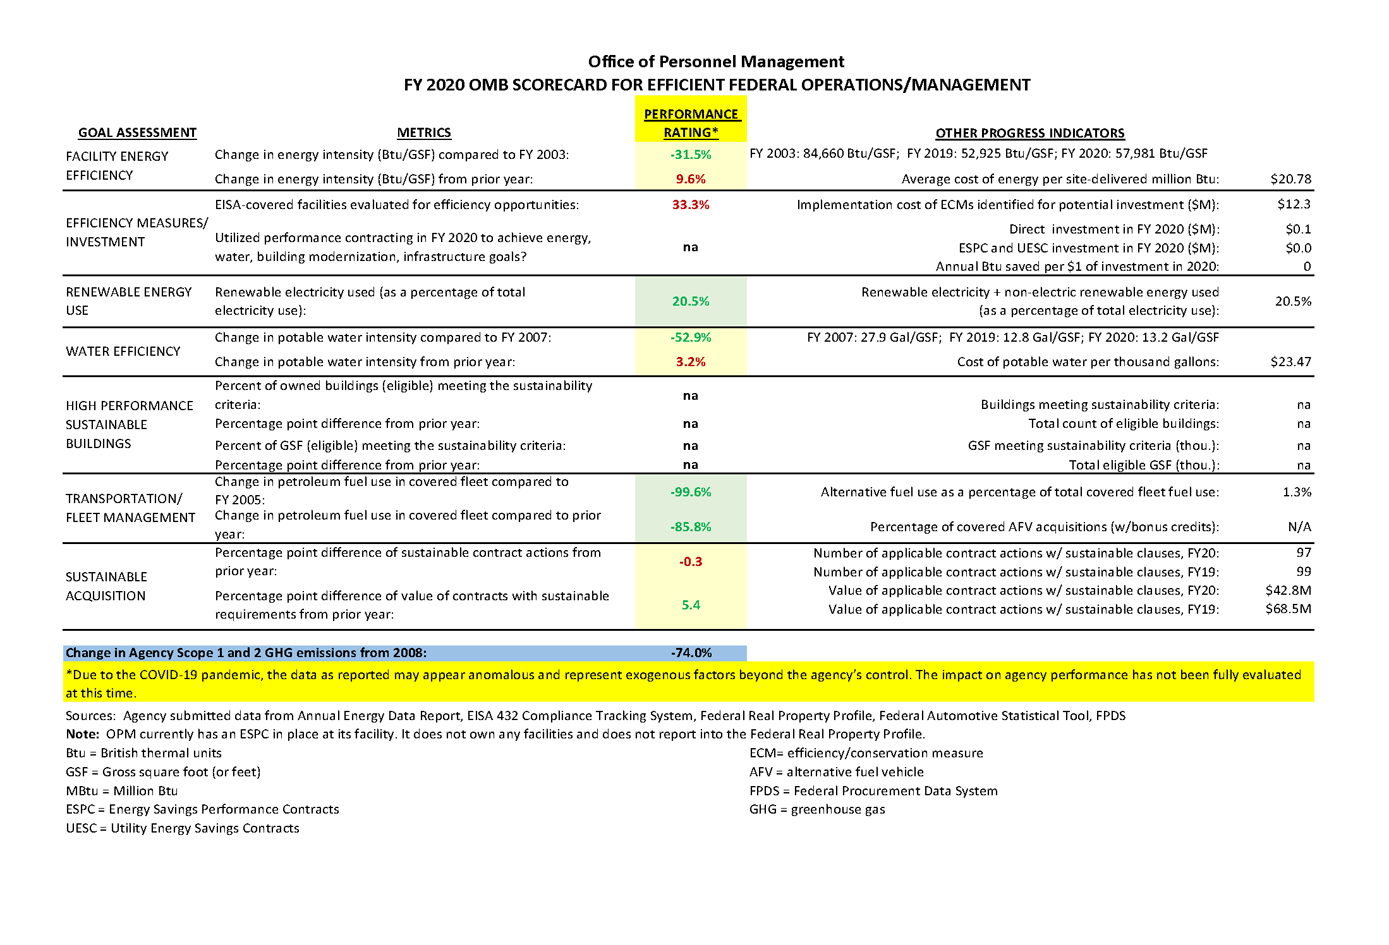 Office of Personnel Management
FY 2020 OMB SCORECARD FOR EFFICIENT FEDERAL OPERATIONS/MANAGEMENT
GOAL ASSESSMENT METRICS PERFORMANCE RATING* OTHER PROGRESS INDICATORS
FACILITY ENERGY
EFFICIENCY
Change in energy intensity (Btu/GSF) compared to FY 2003: -31.5% FY 2003: 84,660 Btu/GSF; FY 2019: 52,925 Btu/GSF; FY 2020: 57,981 Btu/GSF
Change in energy intensity (Btu/GSF) from prior year: 9.6% Average cost of energy per site-delivered million Btu: $20.78
EFFICIENCY MEASURES/
INVESTMENT
EISA-covered facilities evaluated for efficiency opportunities: 33.3% Implementation cost of ECMs identified for potential investment ($M): $12.3
Utilized performance contracting in FY 2020 to achieve energy,
water, building modernization, infrastructure goals?
na
Direct investment in FY 2020 ($M): $0.1
ESPC and UESC investment in FY 2020 ($M): $0.0
Annual Btu saved per $1 of investment in 2020: 0
RENEWABLE ENERGY
USE
Renewable electricity used (as a percentage of total
electricity use):
20.5%
Renewable electricity + non-electric renewable energy used
(as a percentage of total electricity use):
20.5%
WATER EFFICIENCY
Change in potable water intensity compared to FY 2007: -52.9% FY 2007: 27.9 Gal/GSF; FY 2019: 12.8 Gal/GSF; FY 2020: 13.2 Gal/GSF
Change in potable water intensity from prior year: 3.2% Cost of potable water per thousand gallons: $23.47
HIGH PERFORMANCE
SUSTAINABLE
BUILDINGS
Percent of owned buildings (eligible) meeting the sustainability
criteria:
na
Buildings meeting sustainability criteria: na
Percentage point difference from prior year: na Total count of eligible buildings: na
Percent of GSF (eligible) meeting the sustainability criteria: na GSF meeting sustainability criteria (thou.): na
Percentage point difference from prior year: na Total eligible GSF (thou.): na
TRANSPORTATION/
FLEET MANAGEMENT
Change in petroleum fuel use in covered fleet compared to
FY 2005:
-99.6% Alternative fuel use as a percentage of total covered fleet fuel use: 1.3%
Change in petroleum fuel use in covered fleet compared to prior
year:
-85.8% Percentage of covered AFV acquisitions (w/bonus credits): N/A
SUSTAINABLE
ACQUISITION
Percentage point difference of sustainable contract actions from
prior year:
-0.3
Number of applicable contract actions w/ sustainable clauses, FY20: 97
Number of applicable contract actions w/ sustainable clauses, FY19: 99
Percentage point difference of value of contracts with sustainable
requirements from prior year:
5.4
Value of applicable contract actions w/ sustainable clauses, FY20: $42.8M
Value of applicable contract actions w/ sustainable clauses, FY19: $68.5M
Change in Agency Scope 1 and 2 GHG emissions from 2008: -74.0%
*Due to the COVID-19 pandemic, the data as reported may appear anomalous and represent exogenous factors beyond the agency’s control. The impact on agency performance has not been fully evaluated
at this time.
Sources: Agency submitted data from Annual Energy Data Report, EISA 432 Compliance Tracking System, Federal Real Property Profile, Federal Automotive Statistical Tool, FPDS
Note: OPM currently has an ESPC in place at its facility. It does not own any facilities and does not report into the Federal Real Property Profile.
Btu = British thermal units ECM= efficiency/conservation measure
GSF = Gross square foot (or feet) AFV = alternative fuel vehicle
MBtu = Million Btu FPDS = Federal Procurement Data System
ESPC = Energy Savings Performance Contracts GHG = greenhouse gas
UESC = Utility Energy Savings Contracts